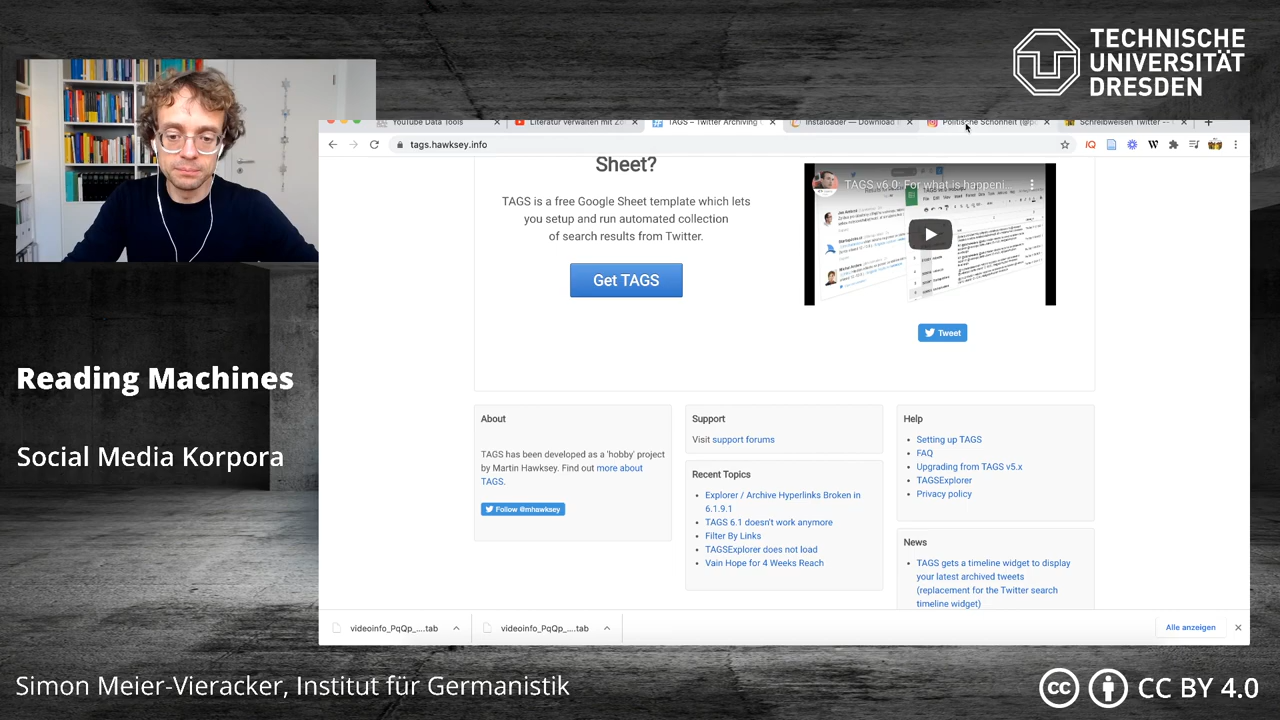 TECHNISCHE
UNIVERSITÄT
DRESDEN
YouTube Data Tools
Literatur verwalten mit Zo
TAGS – Twitter Archiving
Instaloader — Download
Politische Schönheit (@po
Schreibweisen Twitter --
tags.hawksey.info
Sheet?
TAGS is a free Google Sheet template which lets
you setup and run automated collection
of search results from Twitter.
Get TAGS
TAGS v6.0: For what is happeni...
Tweet
About
TAGS has been developed as a 'hobby' project
by Martin Hawksey. Find out more about
TAGS.
Follow @mhawksey
Support
Visit support forums
Recent Topics
Explorer / Archive Hyperlinks Broken in
6.1.9.1
TAGS 6.1 doesn't work anymore
Filter By Links
TAGSExplorer does not load
Vain Hope for 4 Weeks Reach
Help
Setting up TAGS
FAQ
Upgrading from TAGS v5.x
TAGSExplorer
Privacy policy
News
TAGS gets a timeline widget to display
your latest archived tweets
(replacement for the Twitter search
timeline widget)
videoinfo_PqQp_....tab
videoinfo_PqQp_....tab
Alle anzeigen
Reading Machines
Social Media Korpora
Simon Meier-Vieracker, Institut für Germanistik
cc
CC BY 4.0